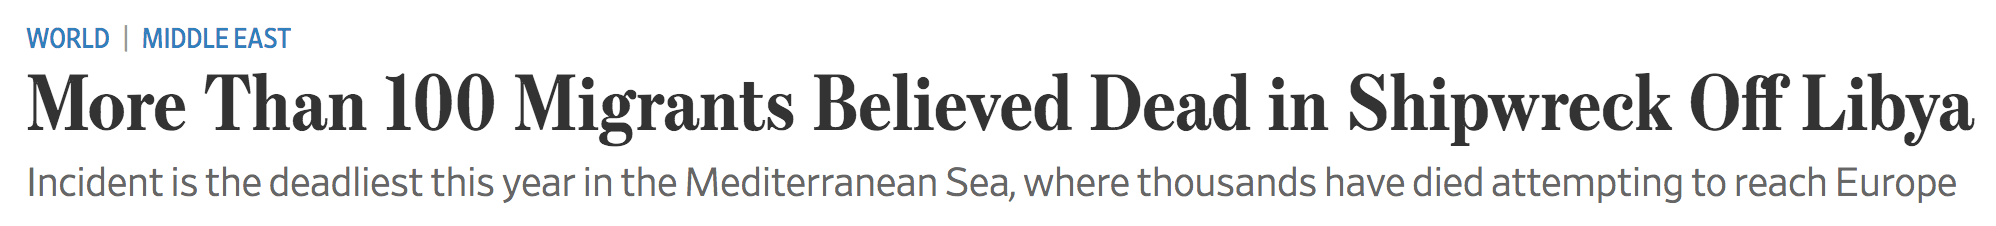 WORLD | MIDDLE EAST
More Than 100 Migrants Believed Dead in Shipwreck Off Libya
Incident is the deadliest this year in the Mediterranean Sea, where thousands have died attempting to reach Europe